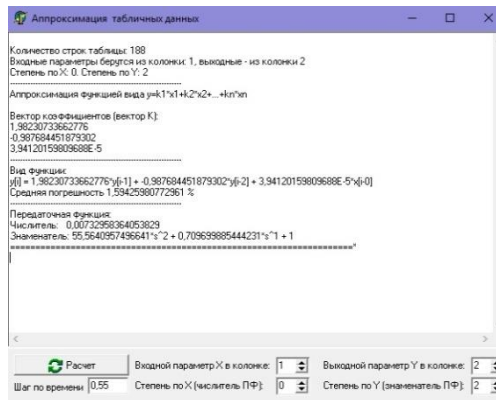 Аппроксимация табличных данных
Количество строк таблицы: 188
Входные параметры берутся из колонки: 1, выходные - из колонки 2
Степень по X: 0. Степень по Y: 2
Аппроксимация функцией вида y=k1*x1+k2*x2+...+kn*xn
Вектор коэффициентов (вектор K):
1,98230733662776
-0,987684451879302
3,94120159809688E-5
Вид функции:
y[i] = 1,98230733662776*y[i-1] + -0,987684451879302*y[i-2] + 3,94120159809688E-5*x[i-0]
Средняя погрешность 1,59425980772961 %
Передаточная функция:
Числитель: 0,00732958364053829
Знаменатель: 55,5640957496641*s^2 + 0,709699885444231*s^1 + 1
Расчет
Входной параметр X в колонке: 1
Выходной параметр Y в колонке: 2
Шаг по времени 0,55
Степень по X (числитель ПФ): 0
Степень по Y (знаменатель ПФ): 2